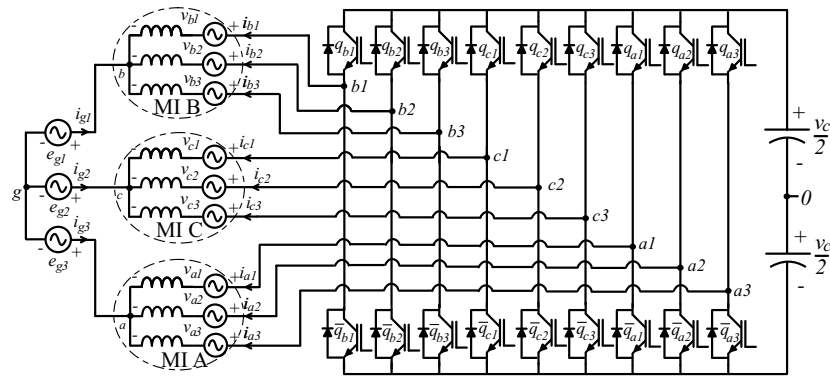 v_b1 + i_b1
v_b2 + i_b2
v_b3 + i_b3
b
MI B
q_b1 q_b2 q_b3 q_c1 q_c2 q_c3 q_a1 q_a2 q_a3
b1
b2
b3
i_g1
- +
e_g1
v_c1 + i_c1
v_c2 + i_c2
v_c3 + i_c3
c
MI C
c1
c2
c3
g
i_g2
- +
e_g2
i_g3
- +
e_g3
v_a1 + i_a1
v_a2 + i_a2
v_a3 + i_a3
a
MI A
a1
a2
a3
+
v_c/2
-
0
+
v_c/2
-
q̅_b1 q̅_b2 q̅_b3 q̅_c1 q̅_c2 q̅_c3 q̅_a1 q̅_a2 q̅_a3